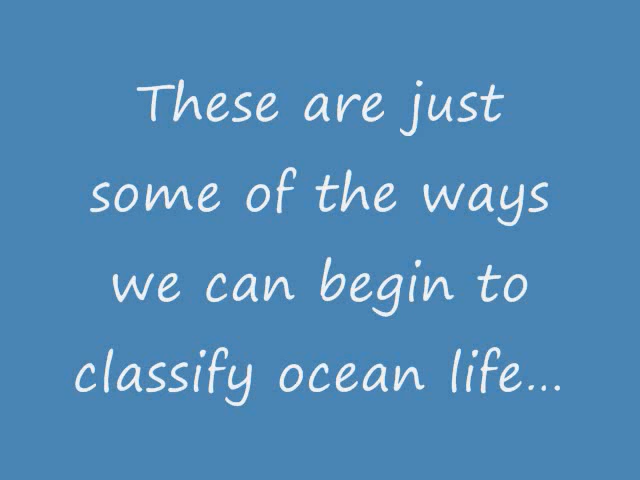 These are just
some of the ways
we can begin to
classify ocean life...